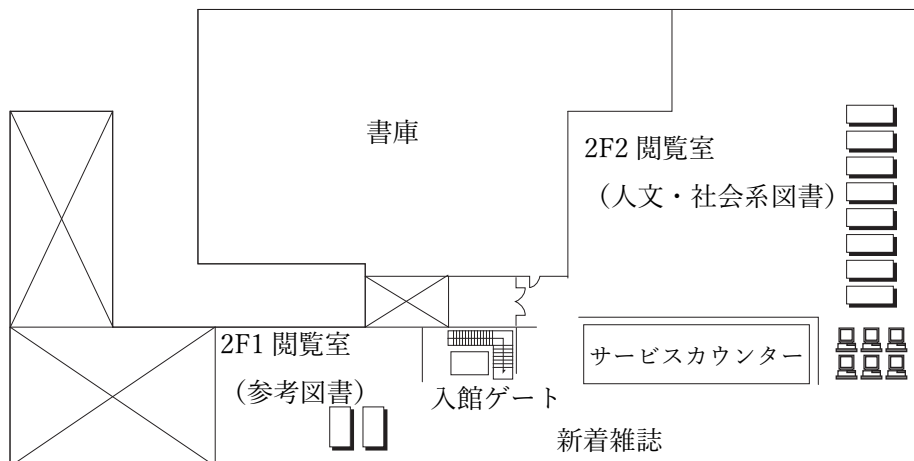 書庫
2F2 閲覧室
（人文・社会系図書）
2F1 閲覧室
（参考図書）
サービスカウンター
入館ゲート
新着雑誌